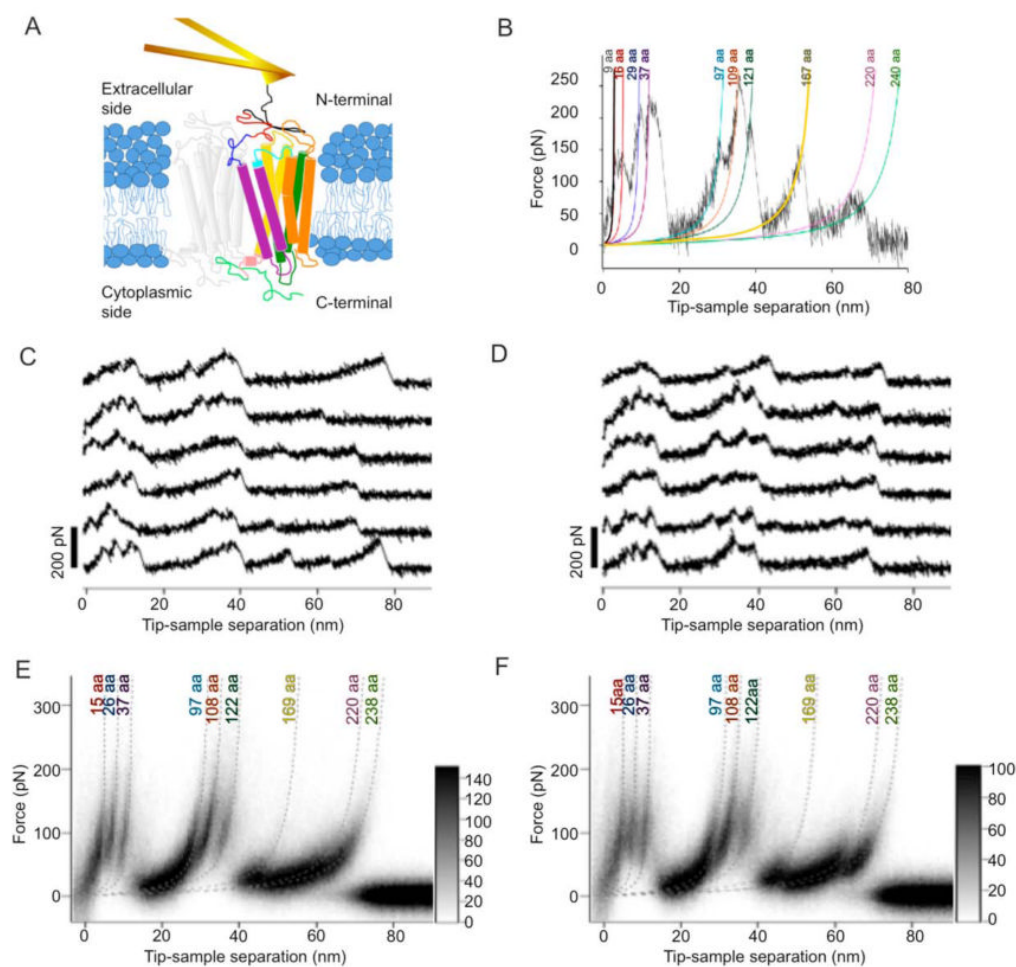 A
Extracellular
side
N-terminal
Cytoplasmic
side
C-terminal
B
9 aa
16 aa
29 aa
37 aa
97 aa
109 aa
121 aa
167 aa
220 aa
240 aa
250
200
150
100
50
0
Force (pN)
0 20 40 60 80
Tip-sample separation (nm)
C
200 pN
0 20 40 60 80
Tip-sample separation (nm)
D
200 pN
0 20 40 60 80
Tip-sample separation (nm)
E
15 aa
26 aa
37 aa
97 aa
108 aa
122 aa
169 aa
220 aa
238 aa
300
200
100
0
Force (pN)
140
120
100
80
60
40
20
0
0 20 40 60 80
Tip-sample separation (nm)
F
15aa
26 aa
37 aa
97 aa
108 aa
122aa
169 aa
220 aa
238 aa
300
200
100
0
Force (pN)
100
80
60
40
20
0
0 20 40 60 80
Tip-sample separation (nm)